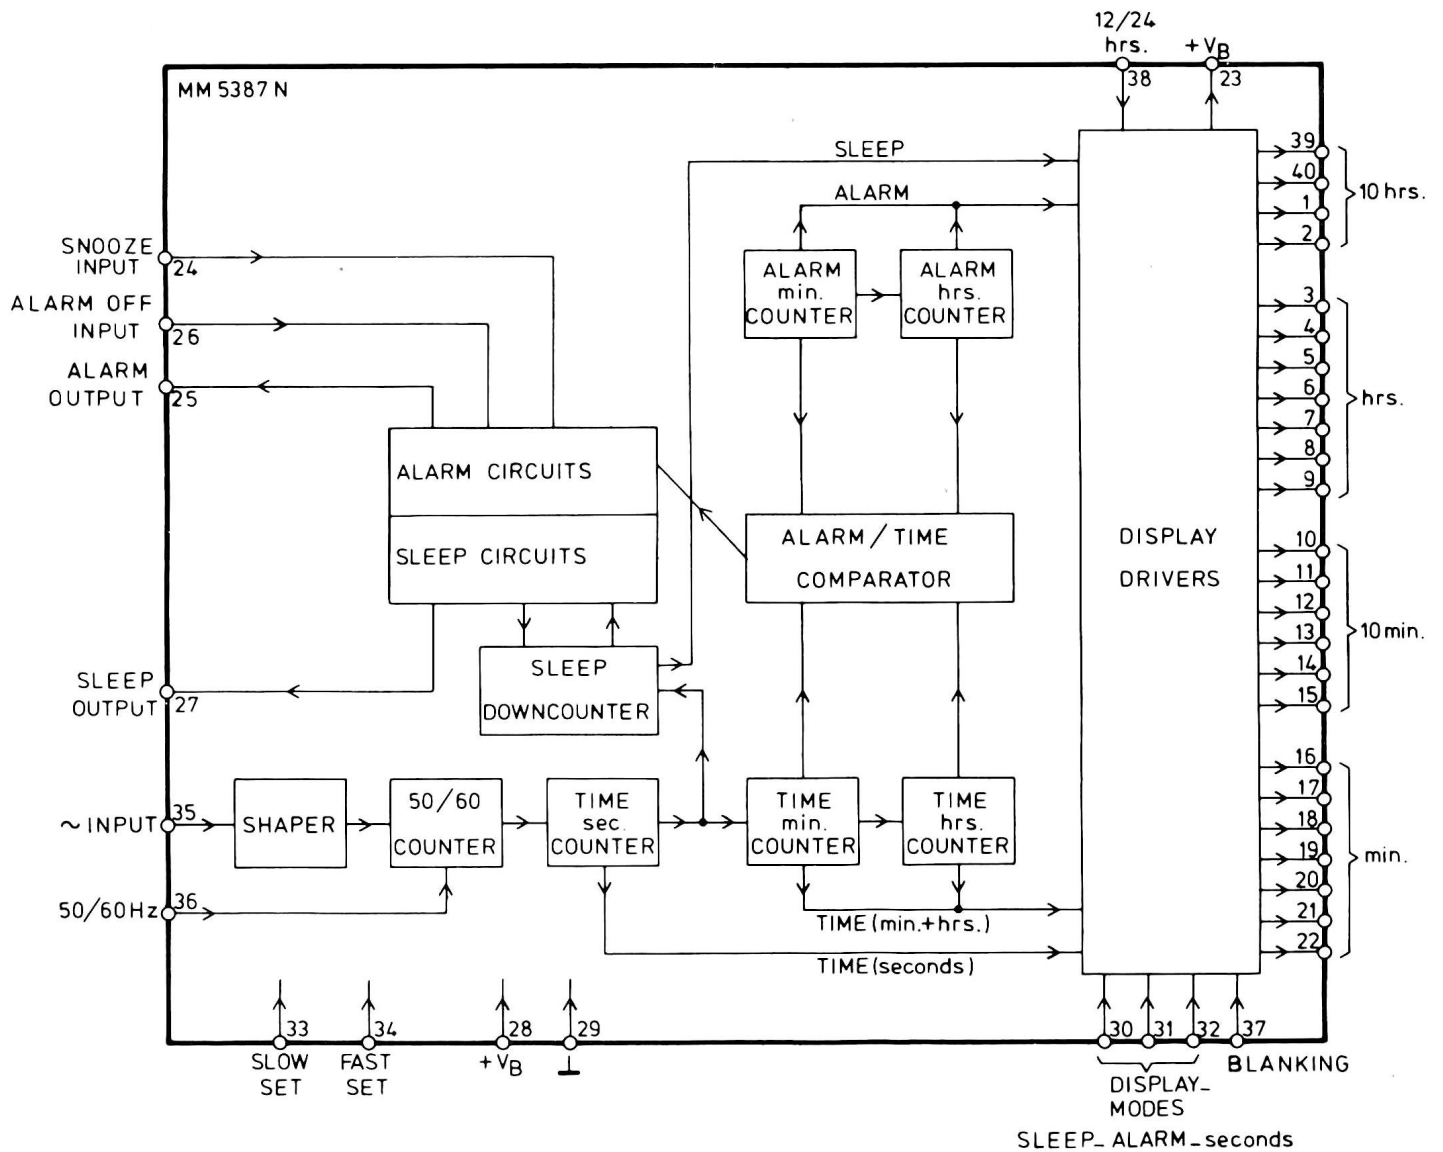 12/24
hrs.
+VB
38
23
MM 5387 N
SLEEP
ALARM
39
40
1
2
10 hrs.
SNOOZE
INPUT
24
ALARM OFF
INPUT
26
ALARM
OUTPUT
25
ALARM
min.
COUNTER
ALARM
hrs.
COUNTER
3
4
5
6
7
8
9
hrs.
ALARM CIRCUITS
SLEEP CIRCUITS
ALARM / TIME
COMPARATOR
DISPLAY
DRIVERS
10
11
12
13
14
15
10 min.
SLEEP
DOWNCOUNTER
SLEEP
OUTPUT
27
~ INPUT
35
SHAPER
50/60
COUNTER
TIME
sec.
COUNTER
TIME
min.
COUNTER
TIME
hrs.
COUNTER
16
17
18
19
20
21
22
min.
50/60Hz
36
TIME (min.+hrs.)
TIME (seconds)
33
34
28
29
30
31
32
37
SLOW
SET
FAST
SET
+VB
⊥
BLANKING
DISPLAY_
MODES
SLEEP_ ALARM_ seconds